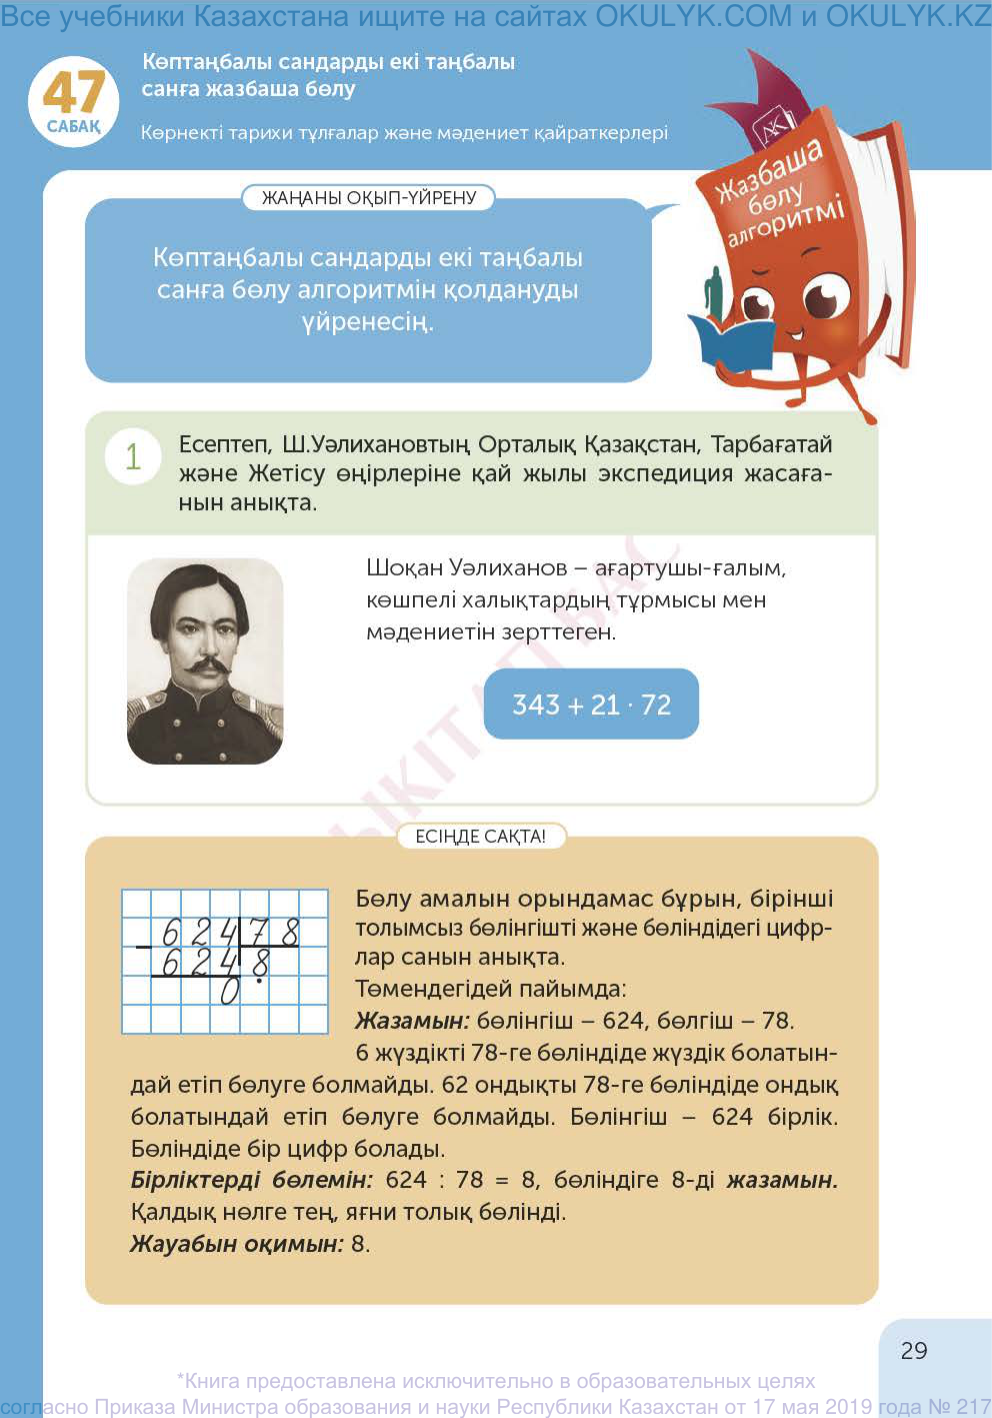 Все учебники Казахстана ищите на сайтах OKULYK.COM и OKULYK.KZ
47
САБАҚ
Көптаңбалы сандарды екі таңбалы
санға жазбаша бөлу
Көрнекті тарихи тұлғалар және мәдениет қайраткерлері
Жазбаша
бөлу
алгоритмі
ЖАҢАНЫ ОҚЫП-ҮЙРЕНУ
Көптаңбалы сандарды екі таңбалы
санға бөлу алгоритмін қолдануды
үйренесің.
1
Есептеп, Ш.Уәлихановтың Орталық Қазақстан, Тарбағатай
және Жетісу өңірлеріне қай жылы экспедиция жасаға-
нын анықта.
Шоқан Уәлиханов – ағартушы-ғалым,
көшпелі халықтардың тұрмысы мен
мәдениетін зерттеген.
343 + 21 · 72
ЕСІҢДЕ САҚТА!
624 78
624 8
0
Бөлу амалын орындамас бұрын, бірінші
толымсыз бөлінгішті және бөліндідегі цифр-
лар санын анықта.
Төмендегідей пайымда:
Жазамын: бөлінгіш – 624, бөлгіш – 78.
6 жүздікті 78-ге бөліндіде жүздік болатын-
дай етіп бөлуге болмайды. 62 ондықты 78-ге бөліндіде ондық
болатындай етіп бөлуге болмайды. Бөлінгіш – 624 бірлік.
Бөліндіде бір цифр болады.
Бірліктерді бөлемін: 624 : 78 = 8, бөліндіге 8-ді жазамын.
Қалдық нөлге тең, яғни толық бөлінді.
Жауабын оқимын: 8.
29
*Книга предоставлена исключительно в образовательных целях
согласно Приказа Министра образования и науки Республики Казахстан от 17 мая 2019 года № 217